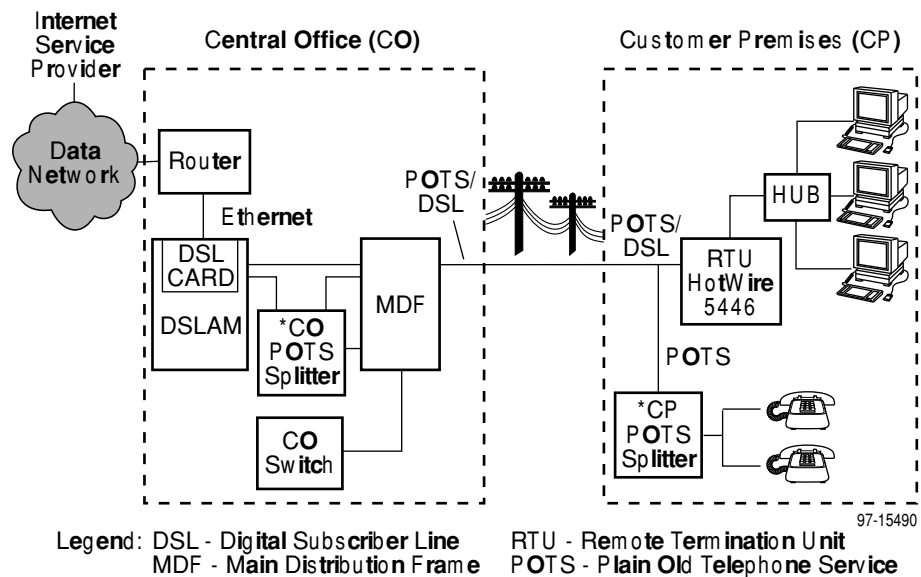 Internet
Service
Provider
Central Office (CO)
Customer Premises (CP)
Data
Network
Router
Ethernet
DSL
CARD
DSLAM
*CO
POTS
Splitter
MDF
CO
Switch
POTS/
DSL
POTS/
DSL
HUB
RTU
HotWire
5446
POTS
*CP
POTS
Splitter
97-15490
Legend: DSL - Digital Subscriber Line RTU - Remote Termination Unit
MDF - Main Distribution Frame POTS - Plain Old Telephone Service